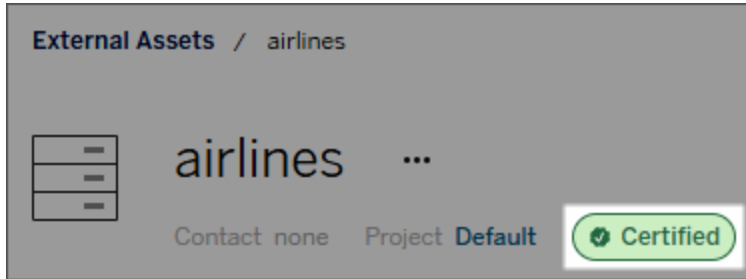 External Assets / airlines
airlines ...
Contact none Project Default Certified